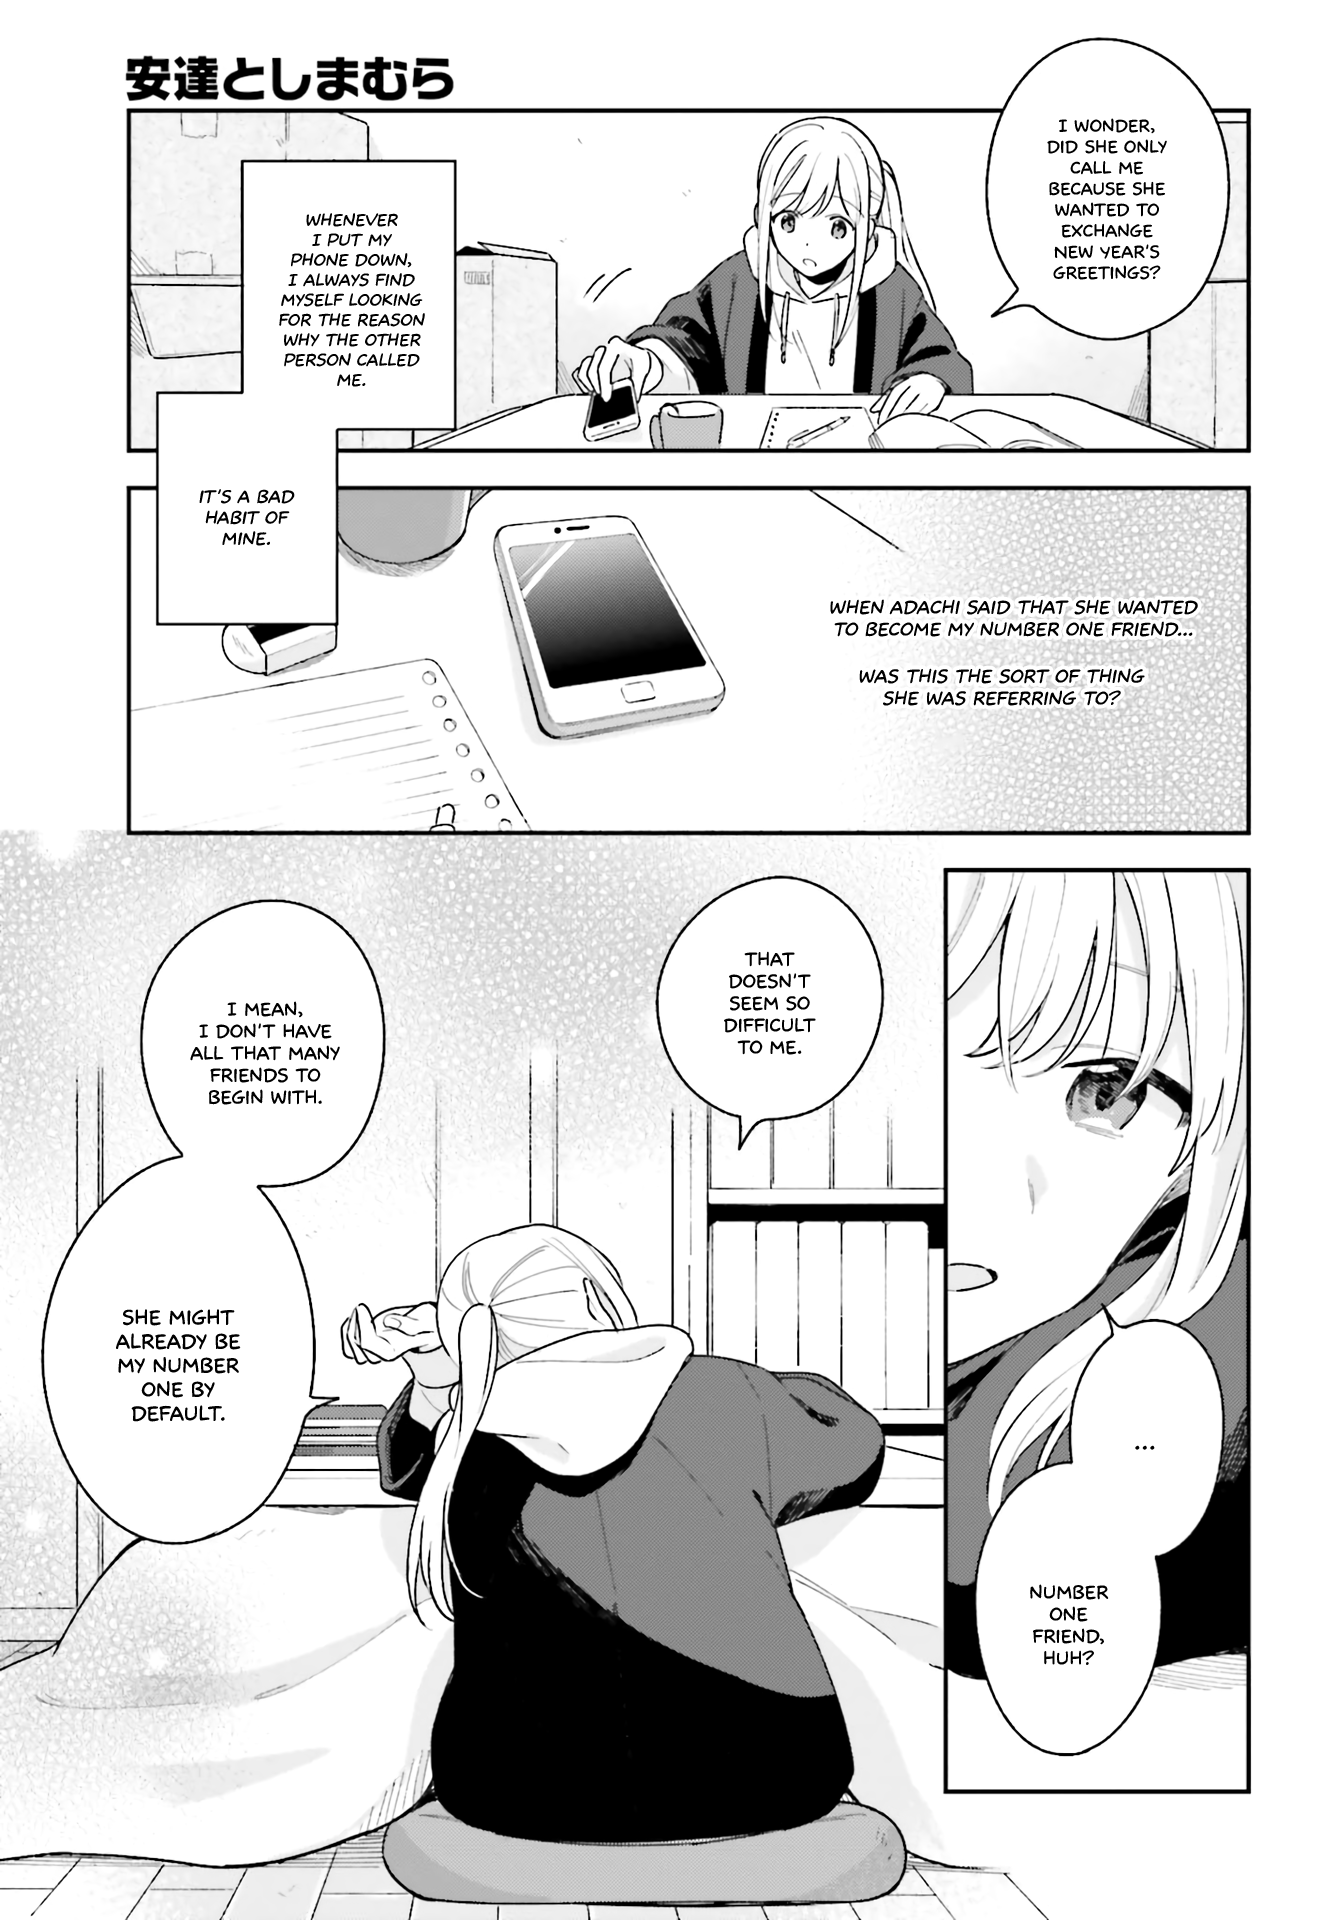 安達としまむら
I WONDER,
DID SHE ONLY
CALL ME
BECAUSE SHE
WANTED TO
EXCHANGE
NEW YEAR'S
GREETINGS?
WHENEVER
I PUT MY
PHONE DOWN,
I ALWAYS FIND
MYSELF LOOKING
FOR THE REASON
WHY THE OTHER
PERSON CALLED
ME.
IT'S A BAD
HABIT OF
MINE.
WHEN ADACHI SAID THAT SHE WANTED
TO BECOME MY NUMBER ONE FRIEND...
WAS THIS THE SORT OF THING
SHE WAS REFERRING TO?
...
NUMBER
ONE
FRIEND,
HUH?
THAT
DOESN'T
SEEM SO
DIFFICULT
TO ME.
I MEAN,
I DON'T HAVE
ALL THAT MANY
FRIENDS TO
BEGIN WITH.
SHE MIGHT
ALREADY BE
MY NUMBER
ONE BY
DEFAULT.